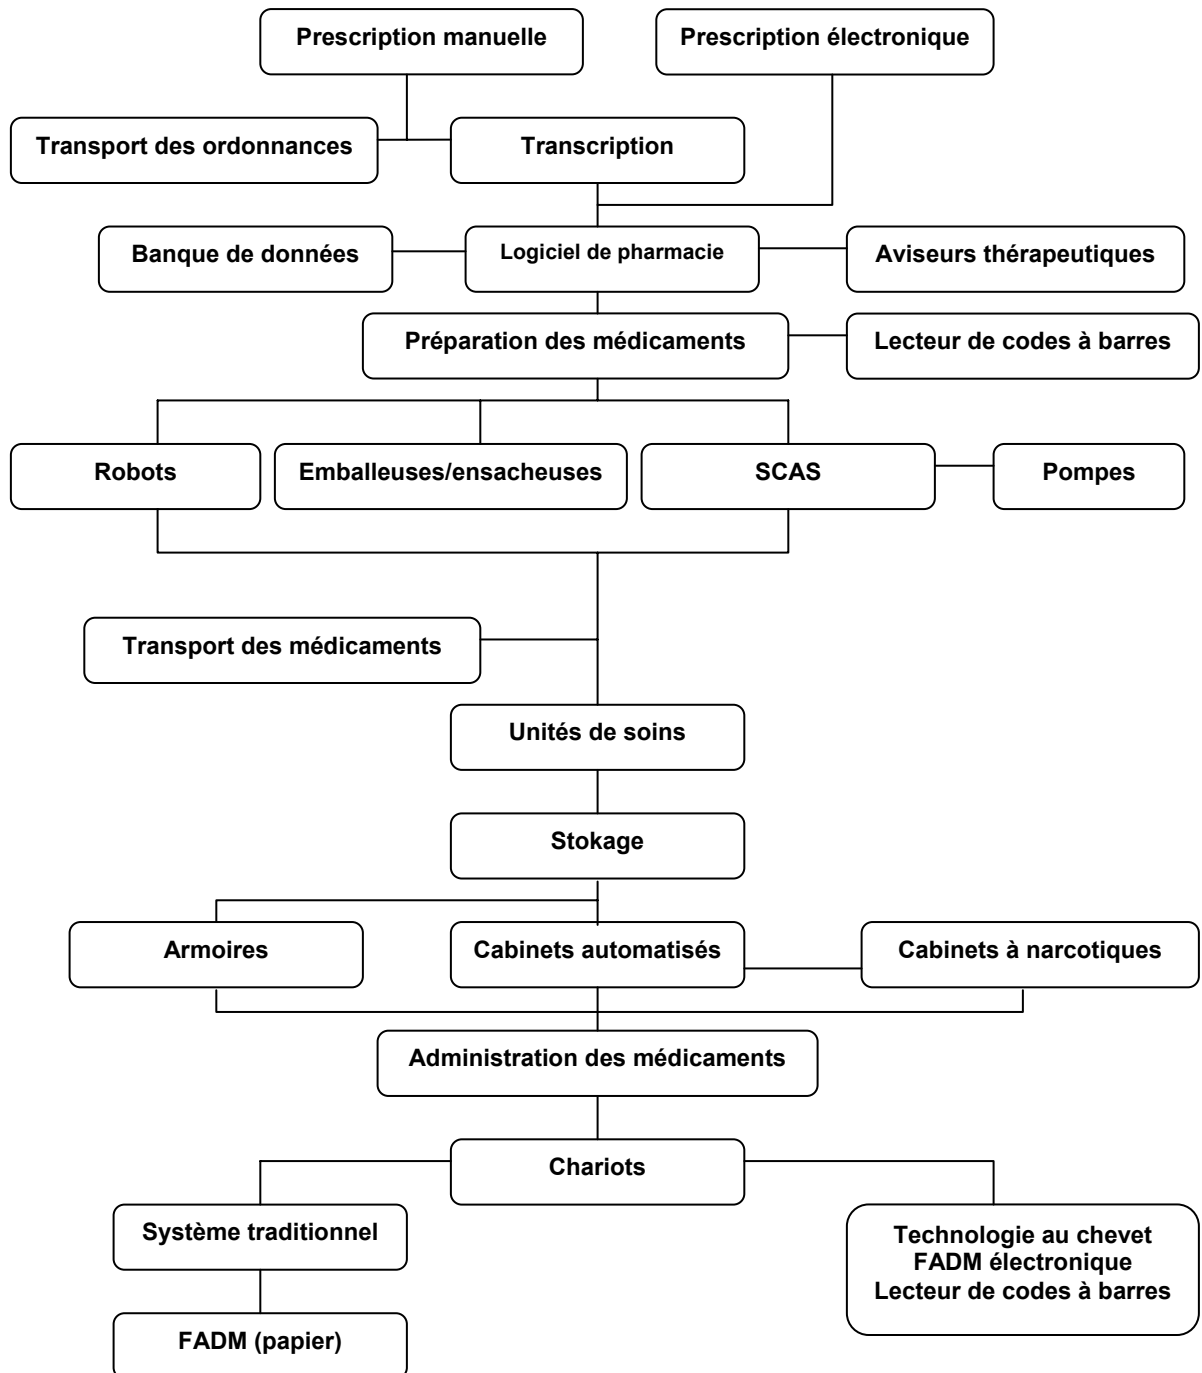 Prescription manuelle
Prescription électronique
Transport des ordonnances
Transcription
Banque de données
Logiciel de pharmacie
Aviseurs thérapeutiques
Préparation des médicaments
Lecteur de codes à barres
Robots
Emballeuses/ensacheuses
SCAS
Pompes
Transport des médicaments
Unités de soins
Stokage
Armoires
Cabinets automatisés
Cabinets à narcotiques
Administration des médicaments
Chariots
Système traditionnel
Technologie au chevet
FADM électronique
Lecteur de codes à barres
FADM (papier)